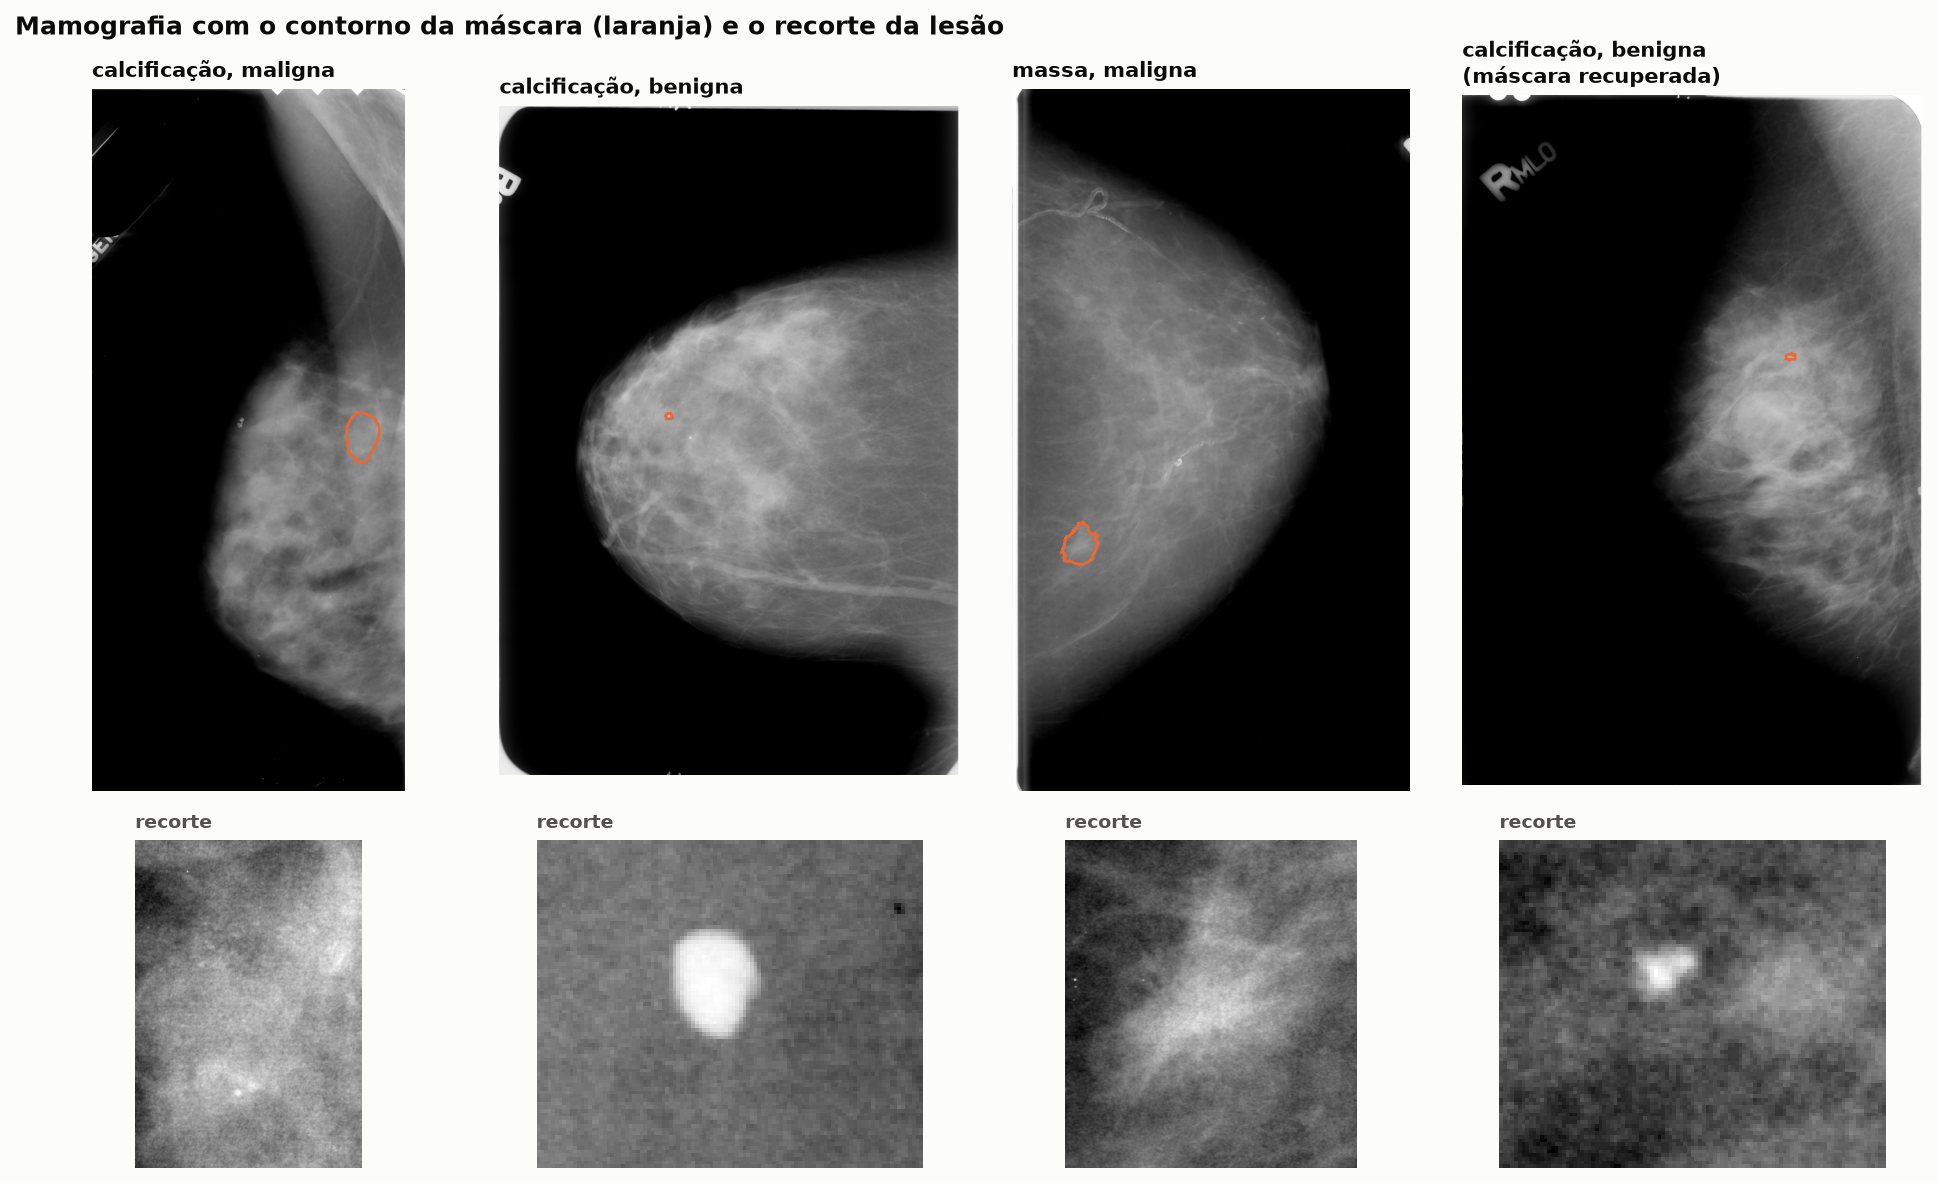 Mamografia com o contorno da máscara (laranja) e o recorte da lesão
calcificação, maligna
calcificação, benigna
massa, maligna
calcificação, benigna
(máscara recuperada)
RMLO
recorte
recorte
recorte
recorte